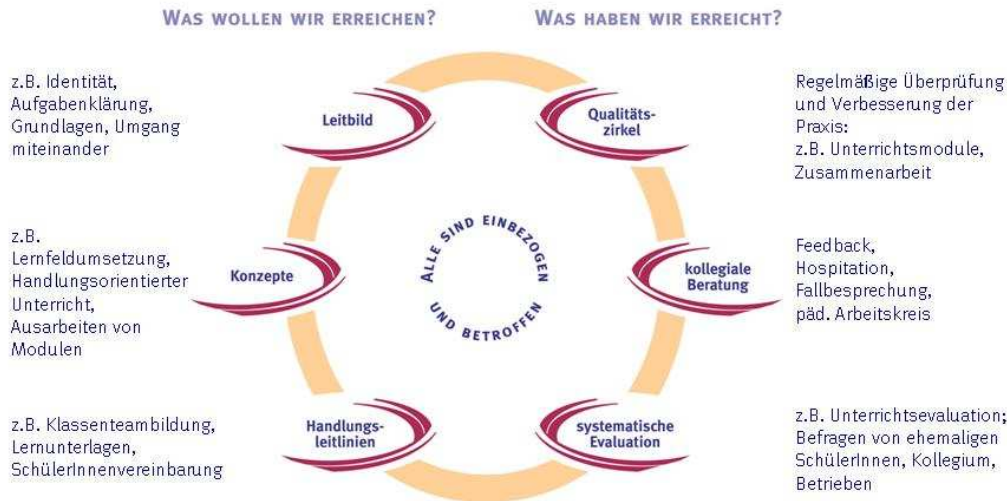 WAS WOLLEN WIR ERREICHEN?
WAS HABEN WIR ERREICHT?
z.B. Identität,
Aufgabenklärung,
Grundlagen, Umgang
miteinander
Leitbild
Qualitäts-
zirkel
Regelmäßige Überprüfung
und Verbesserung der
Praxis:
z.B. Unterrichtsmodule,
Zusammenarbeit
z.B.
Lernfeldumsetzung,
Handlungsorientierter
Unterricht,
Ausarbeiten von
Modulen
Konzepte
ALLE SIND EINBEZOGEN
UND BETROFFEN
kollegiale
Beratung
Feedback,
Hospitation,
Fallbesprechung,
päd. Arbeitskreis
z.B. Klassenteambildung,
Lernunterlagen,
SchülerInnenvereinbarung
Handlungs-
leitlinien
systematische
Evaluation
z.B. Unterrichtsevaluation;
Befragen von ehemaligen
SchülerInnen, Kollegium,
Betrieben